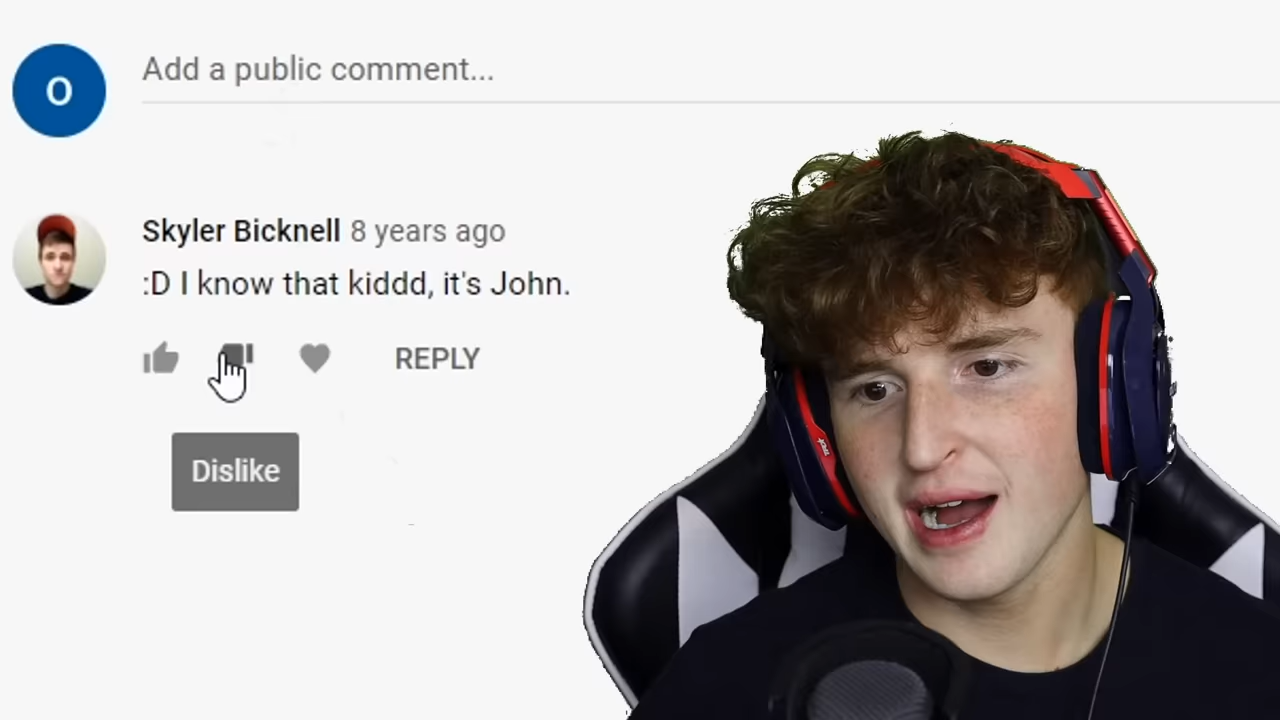 O
Add a public comment...
Skyler Bicknell 8 years ago
:D I know that kiddd, it's John.
REPLY
Dislike